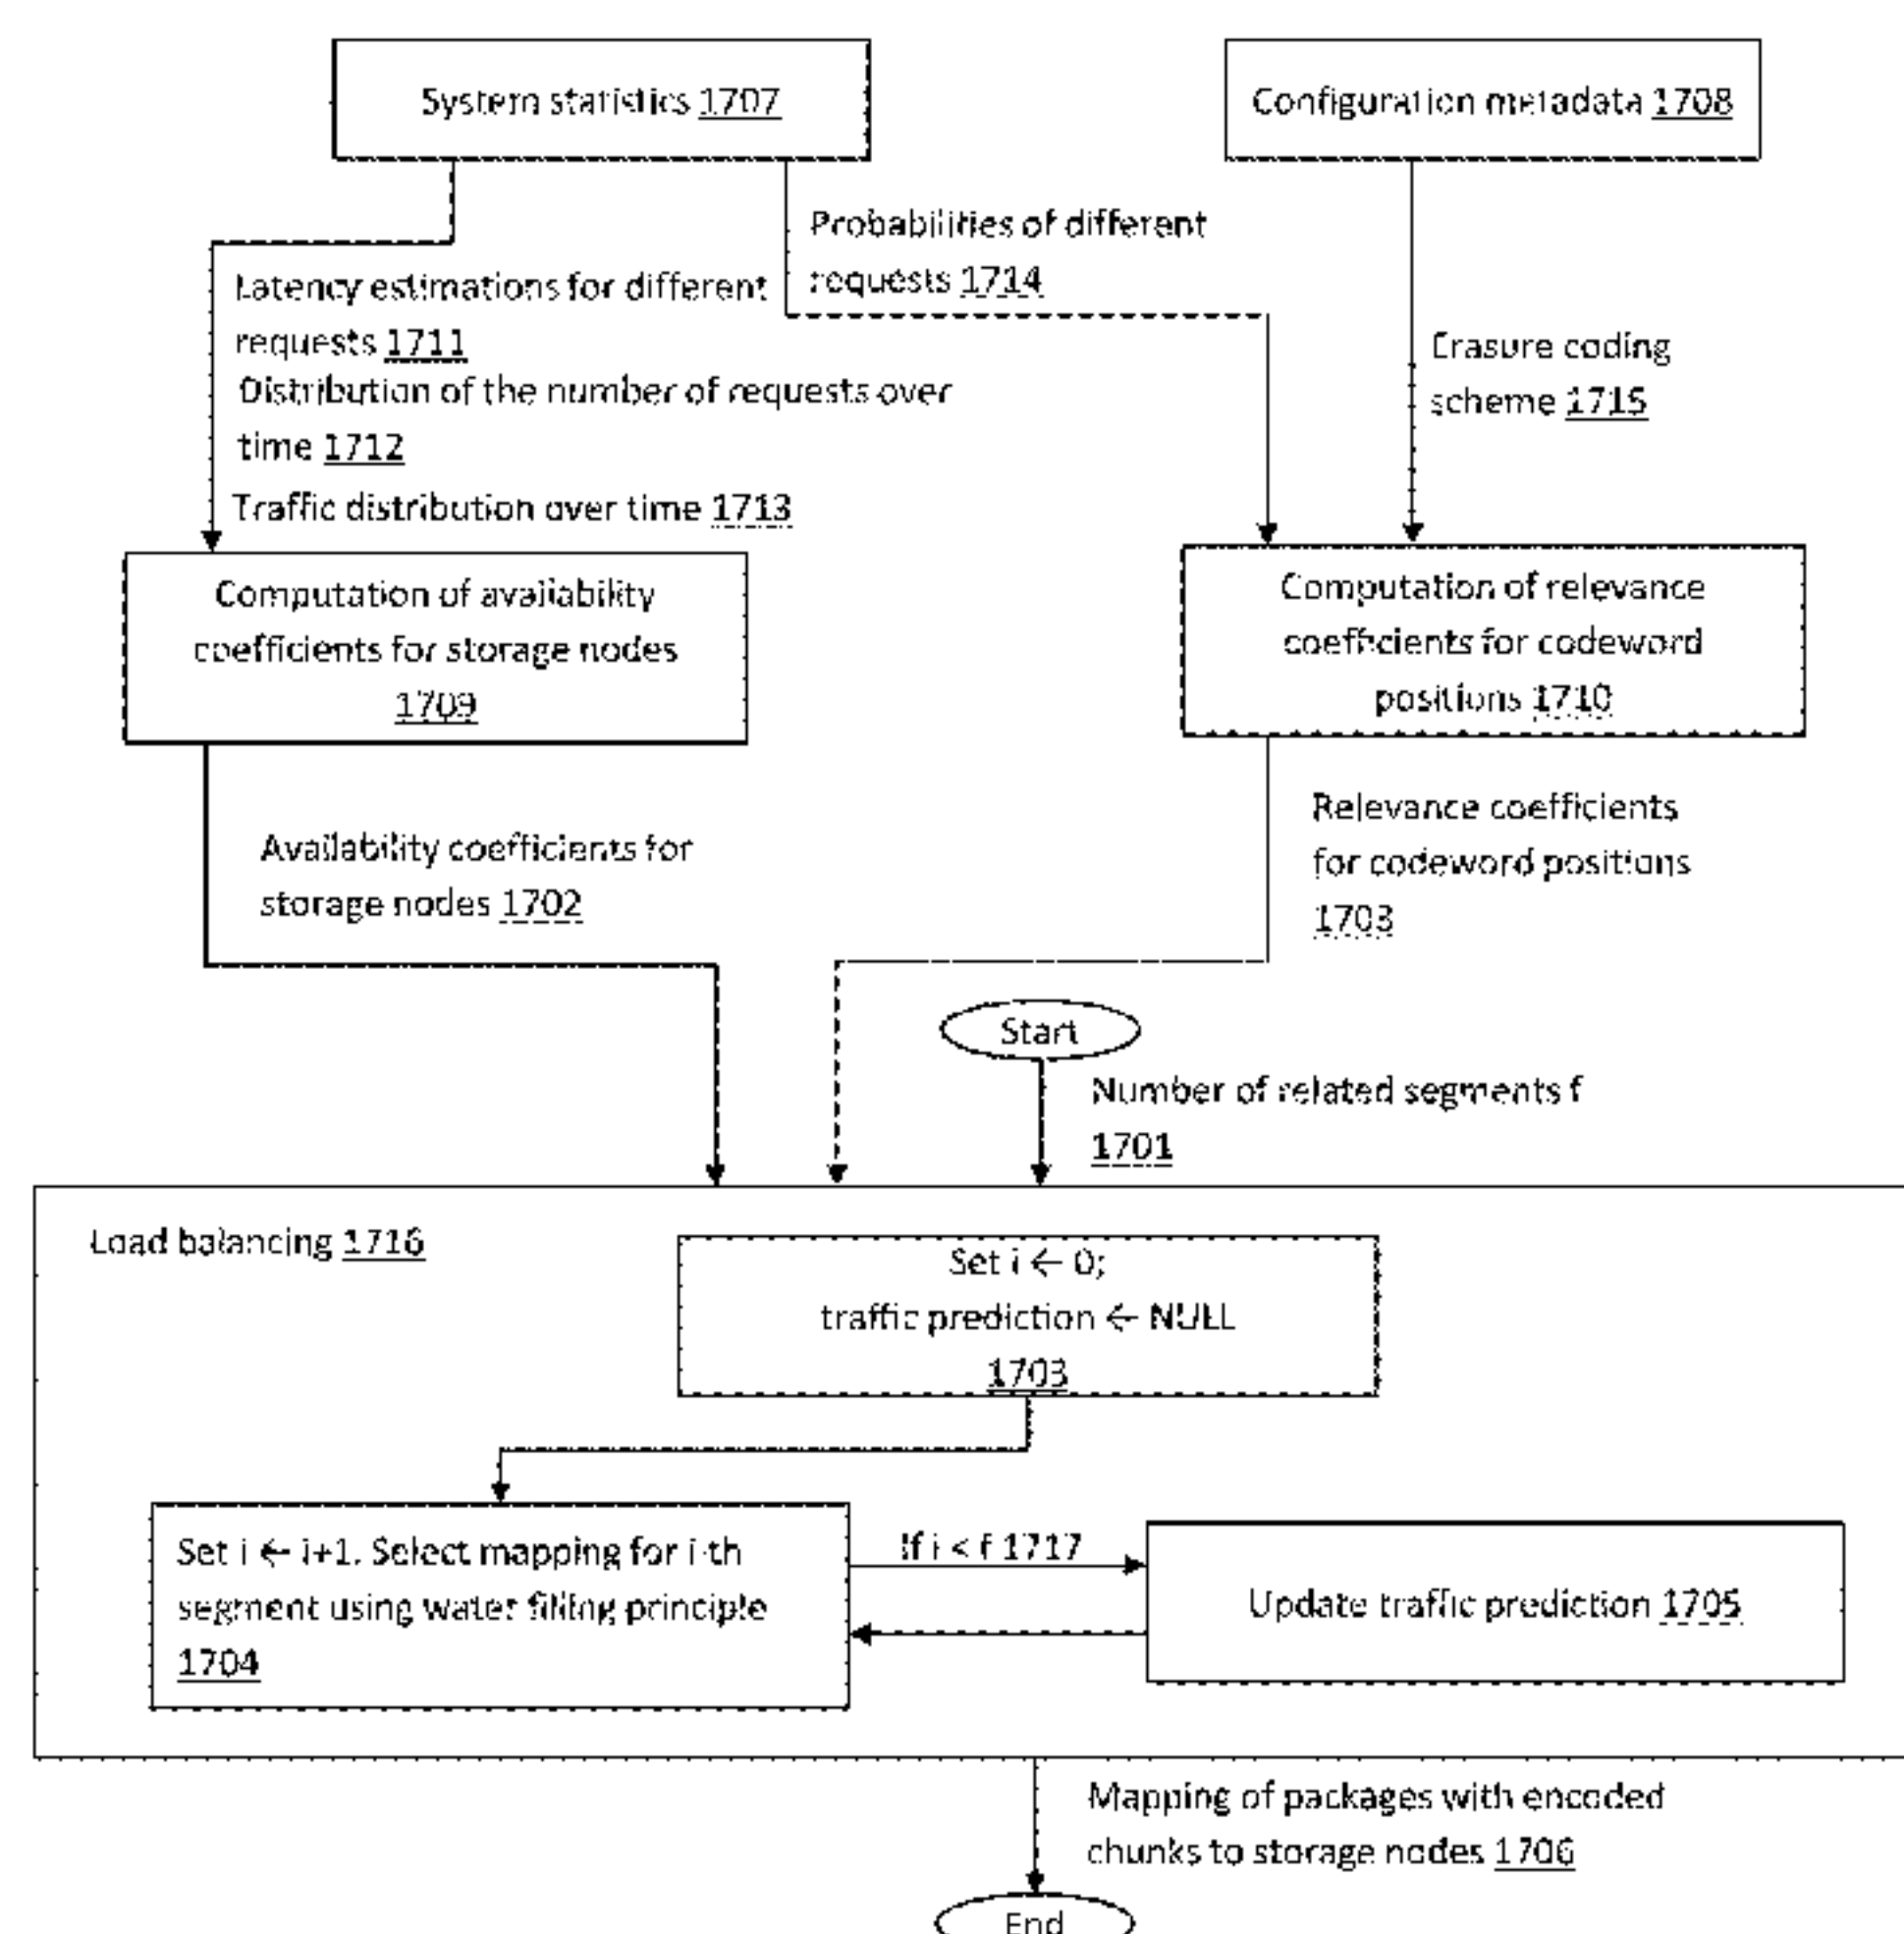 System statistics 1707
Configuration metadata 1708
Probabilities of different
requests 1714
Latency estimations for different
requests 1711
Distribution of the number of requests over
time 1712
Traffic distribution over time 1713
Erasure coding
scheme 1715
Computation of availability
coefficients for storage nodes
1709
Computation of relevance
coefficients for codeword
positions 1710
Availability coefficients for
storage nodes 1702
Relevance coefficients
for codeword positions
1703
Start
Number of related segments f
1701
Load balancing 1716
Set i ← 0;
traffic prediction ← NULL
1703
Set i ← i+1. Select mapping for i-th
segment using water filling principle
1704
If i < f 1717
Update traffic prediction 1705
Mapping of packages with encoded
chunks to storage nodes 1706
End